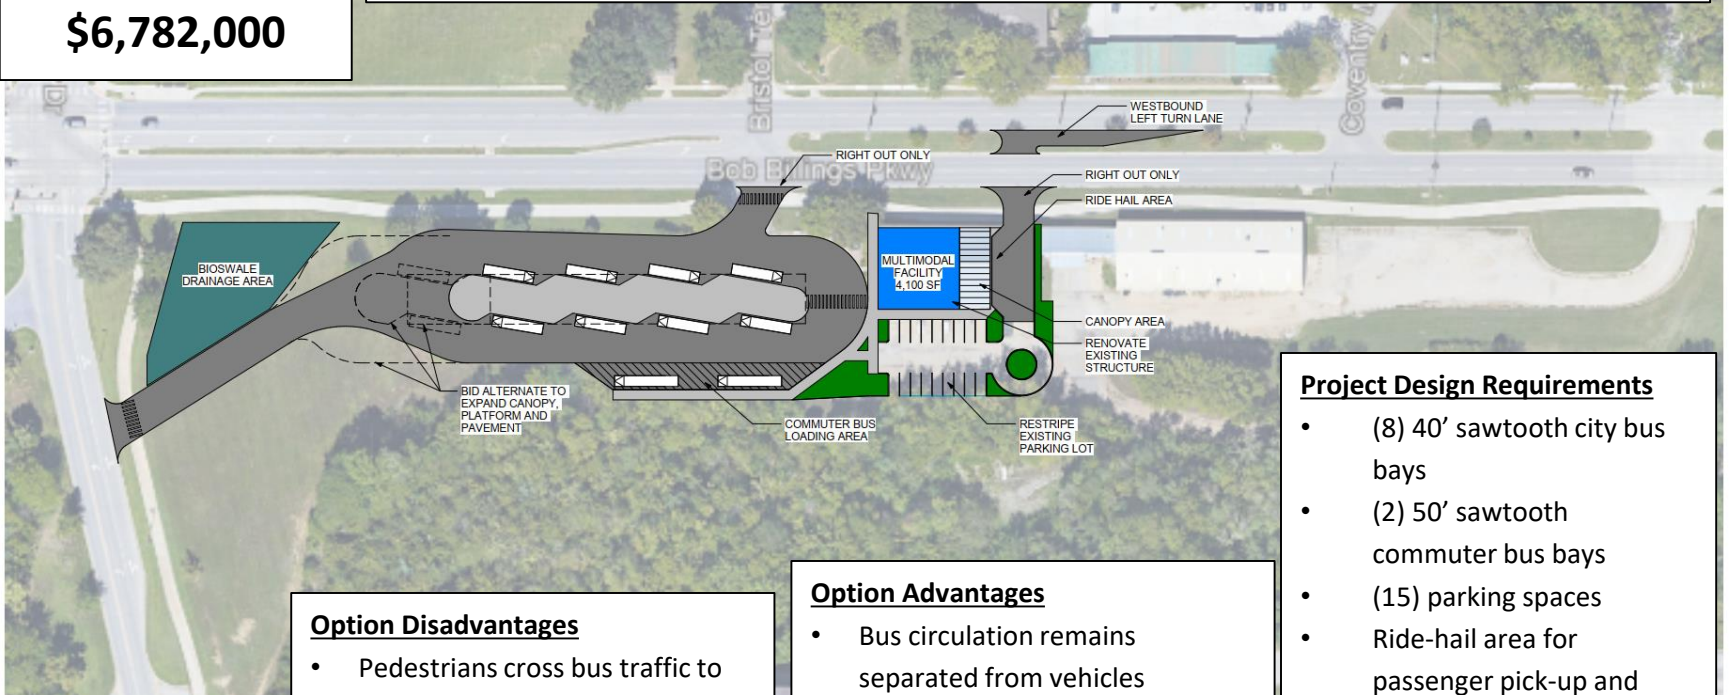 $6,782,000
Bristol Ter
Coventry M
Dr
WESTBOUND
LEFT TURN LANE
RIGHT OUT ONLY
Bob Billings Pkwy
RIGHT OUT ONLY
RIDE HAIL AREA
BIOSWALE
DRAINAGE AREA
MULTIMODAL
FACILITY
4,100 SF
CANOPY AREA
RENOVATE
EXISTING
STRUCTURE
BID ALTERNATE TO
EXPAND CANOPY,
PLATFORM AND
PAVEMENT
COMMUTER BUS
LOADING AREA
RESTRIPE
EXISTING
PARKING LOT
Project Design Requirements
• (8) 40’ sawtooth city bus
bays
• (2) 50’ sawtooth
commuter bus bays
• (15) parking spaces
• Ride-hail area for
passenger pick-up and
Option Disadvantages
• Pedestrians cross bus traffic to
Option Advantages
• Bus circulation remains
separated from vehicles